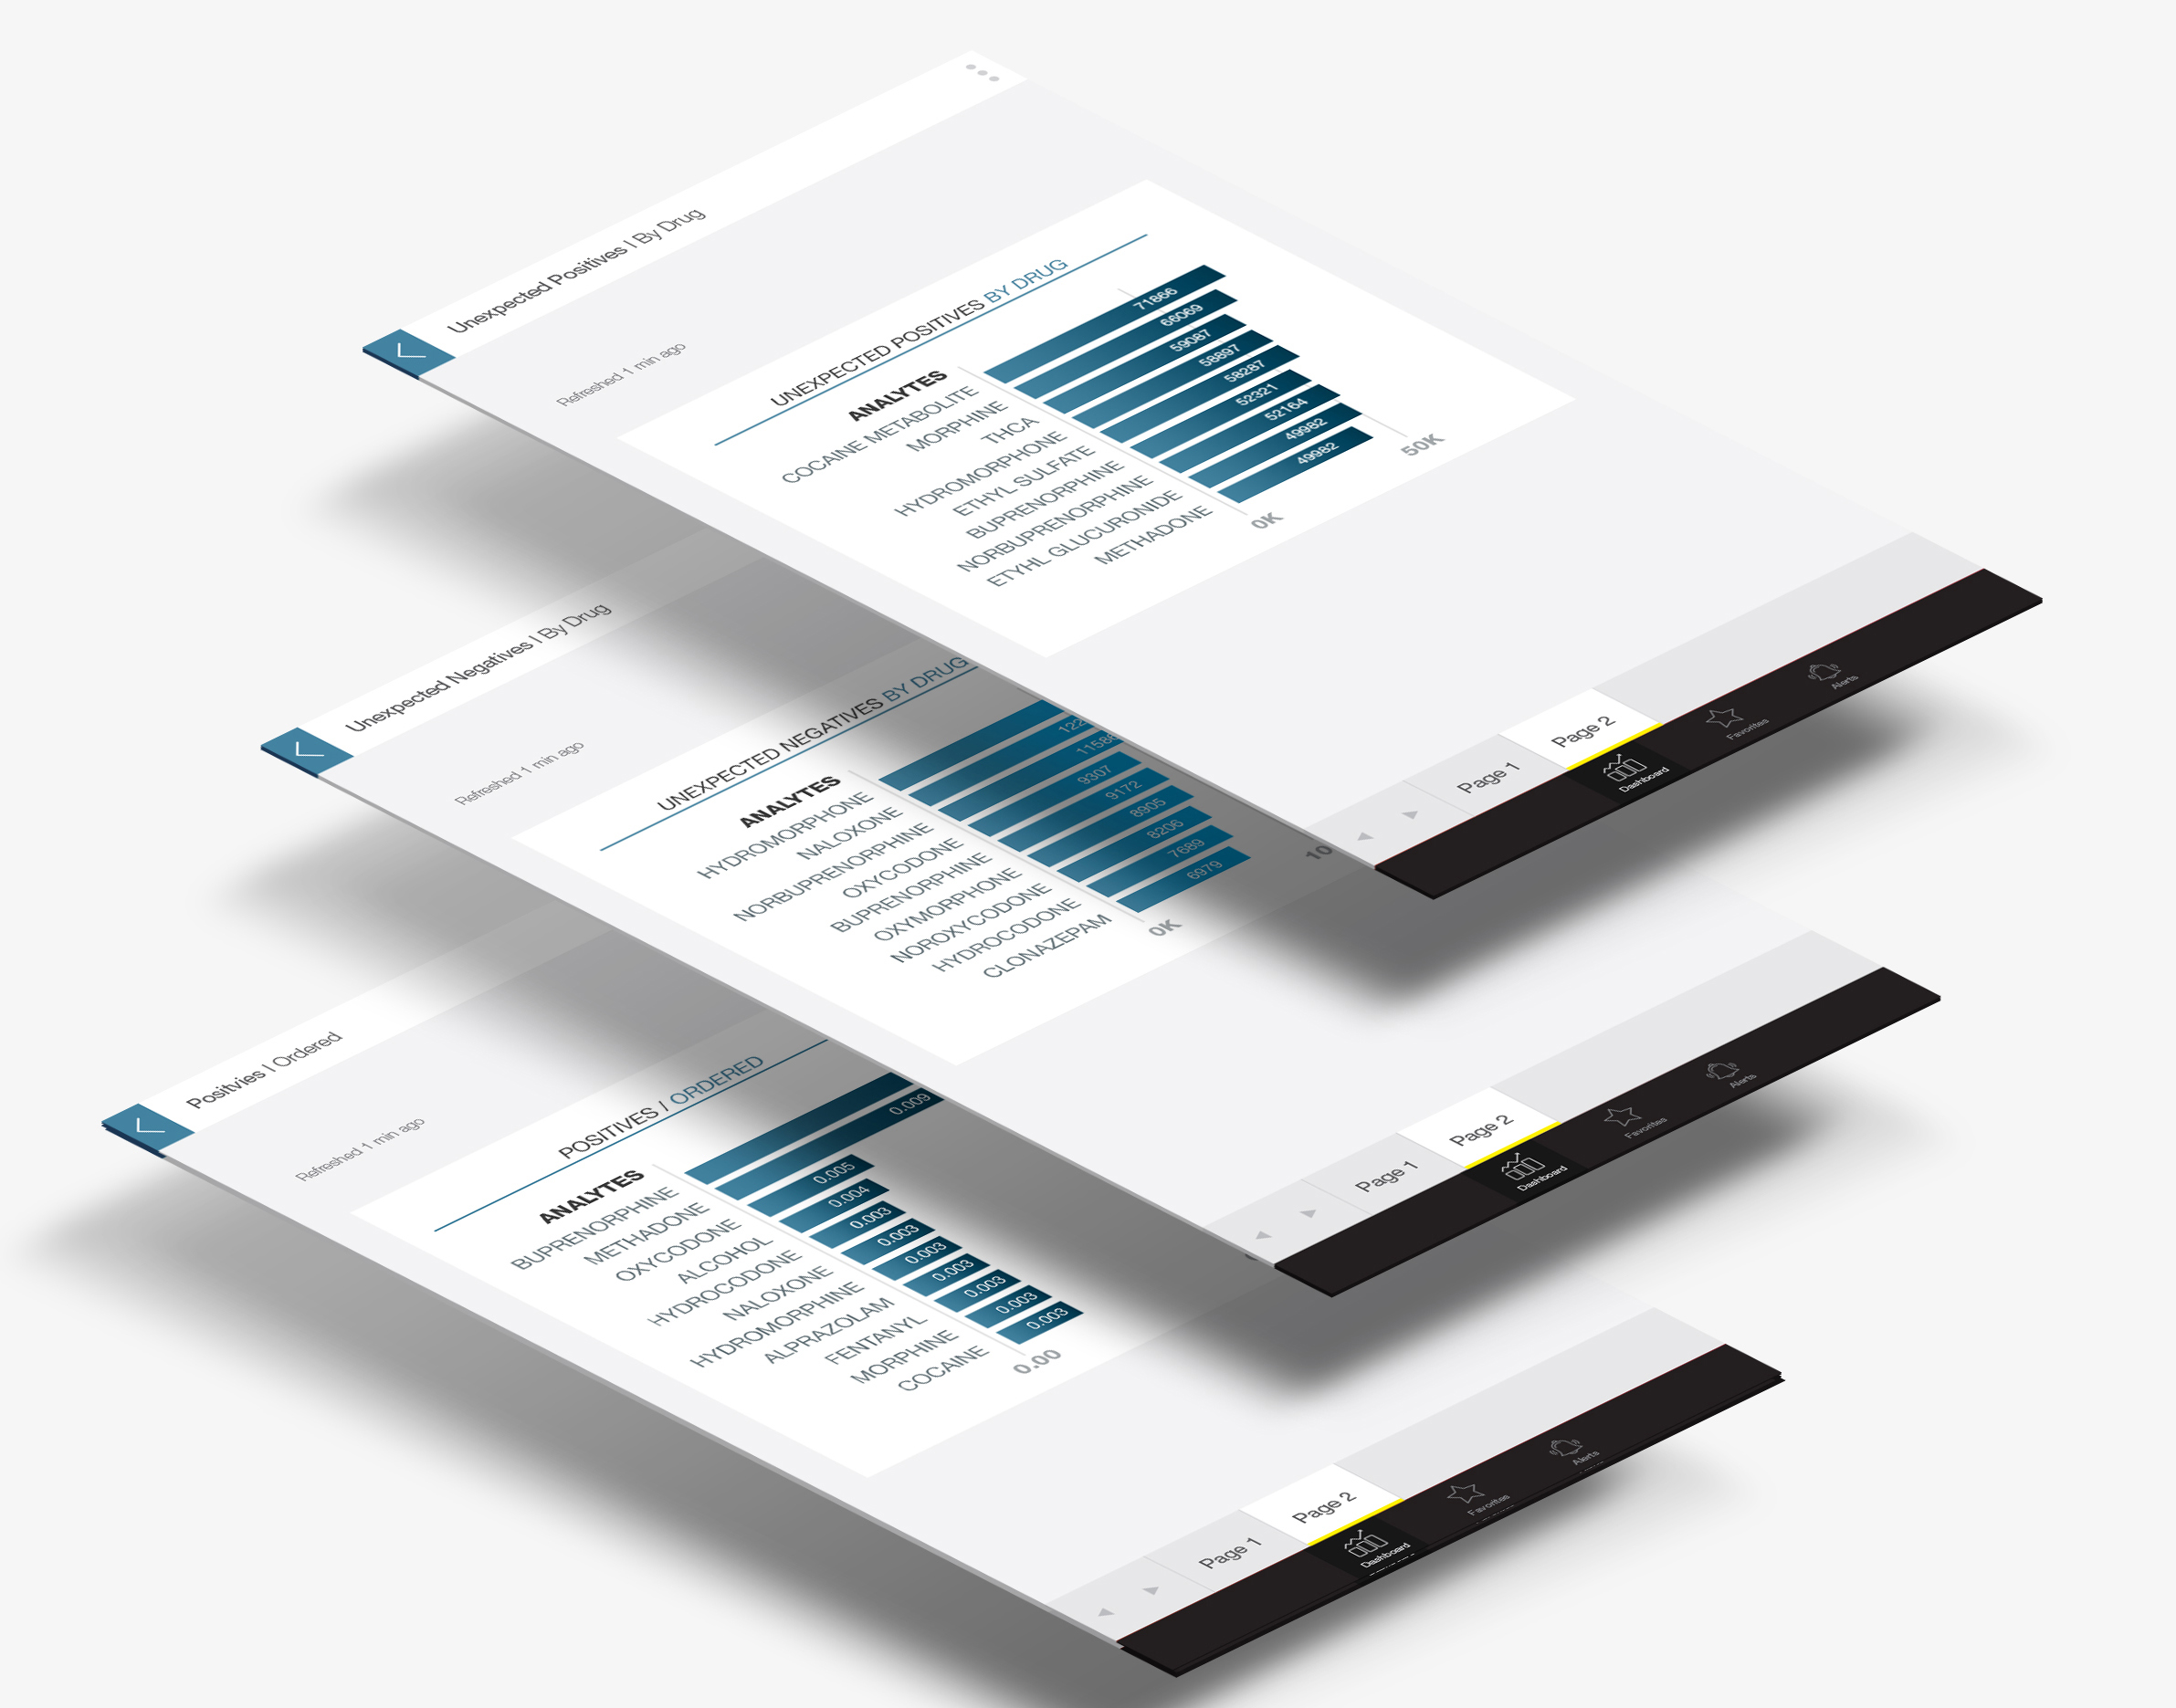 Unexpected Positives | By Drug
Refreshed 1 min ago
UNEXPECTED POSITIVES BY DRUG
ANALYTES
COCAINE METABOLITE 71866
MORPHINE 66069
THCA 59087
HYDROMORPHONE 58897
ETHYL SULFATE 58287
BUPRENORPHINE 52321
NORBUPRENORPHINE 52164
ETYHL GLUCURONIDE 49982
METHADONE 49982
0K 50K
Page 1 Page 2
Dashboard Favorites Alerts
Unexpected Negatives | By Drug
Refreshed 1 min ago
UNEXPECTED NEGATIVES BY DRUG
ANALYTES
HYDROMORPHONE
NALOXONE
NORBUPRENORPHINE
OXYCODONE 9307
BUPRENORPHINE 9172
OXYMORPHONE 8905
NOROXYCODONE 8206
HYDROCODONE 7689
CLONAZEPAM 6979
0K 10
Page 1 Page 2
Dashboard Favorites Alerts
Positvies | Ordered
Refreshed 1 min ago
POSITIVES / ORDERED
ANALYTES
BUPRENORPHINE
METHADONE 0.009
OXYCODONE 0.005
ALCOHOL 0.004
HYDROCODONE 0.003
NALOXONE 0.003
HYDROMORPHINE 0.003
ALPRAZOLAM 0.003
FENTANYL 0.003
MORPHINE 0.003
COCAINE 0.003
0.00
Page 1 Page 2
Dashboard Favorites Alerts